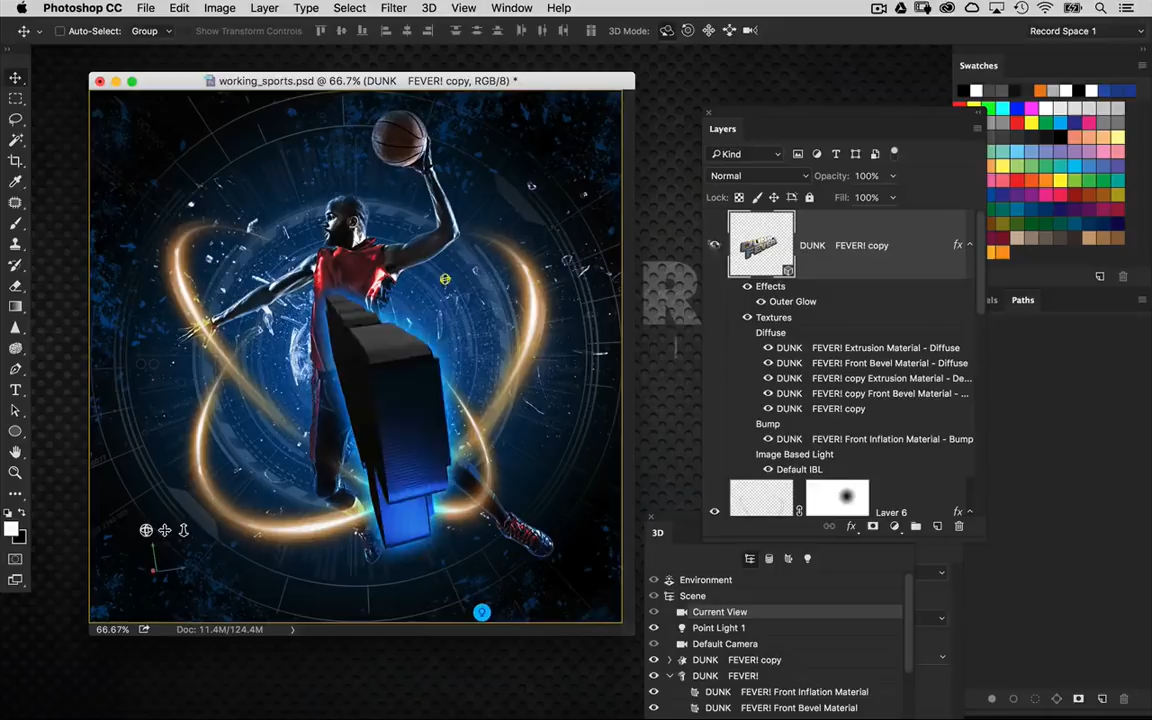 Photoshop CC File Edit Image Layer Type Select Filter 3D View Window Help
Auto-Select: Group Show Transform Controls 3D Mode: Record Space 1
working_sports.psd @ 66.7% (DUNK FEVER! copy, RGB/8) *
Swatches
Layers
Kind
Normal Opacity: 100%
Lock: Fill: 100%
DUNK FEVER! copy fx
Effects
Outer Glow
Textures
Diffuse
DUNK FEVER! Extrusion Material - Diffuse
DUNK FEVER! Front Bevel Material - Diffuse
DUNK FEVER! copy Extrusion Material - De...
DUNK FEVER! copy Front Bevel Material - ...
DUNK FEVER! copy
Bump
DUNK FEVER! Front Inflation Material - Bump
Image Based Light
Default IBL
Layer 6 fx
fx
els Paths
R
3D
Environment
Scene
Current View
Point Light 1
Default Camera
DUNK FEVER! copy
DUNK FEVER!
DUNK FEVER! Front Inflation Material
DUNK FEVER! Front Bevel Material
66.67% Doc: 11.4M/124.4M